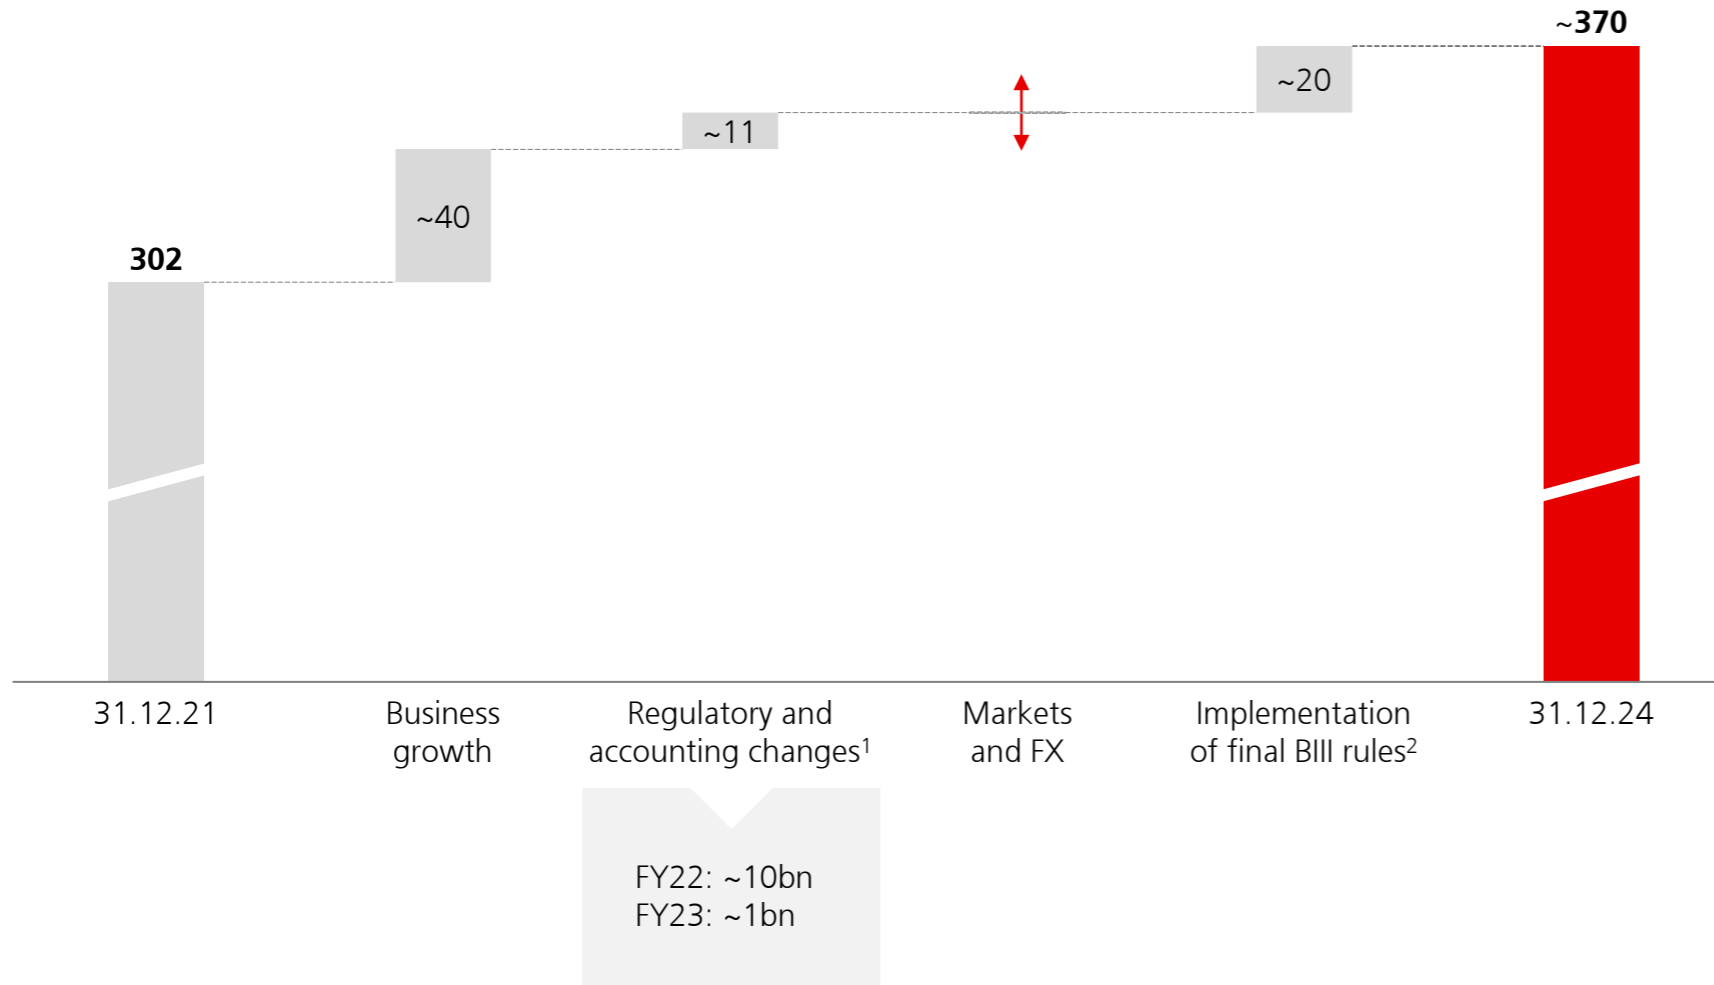 ~370
~20
~11
~40
302
31.12.21
Business
growth
Regulatory and
accounting changes¹
Markets
and FX
Implementation
of final BIII rules²
31.12.24
FY22: ~10bn
FY23: ~1bn